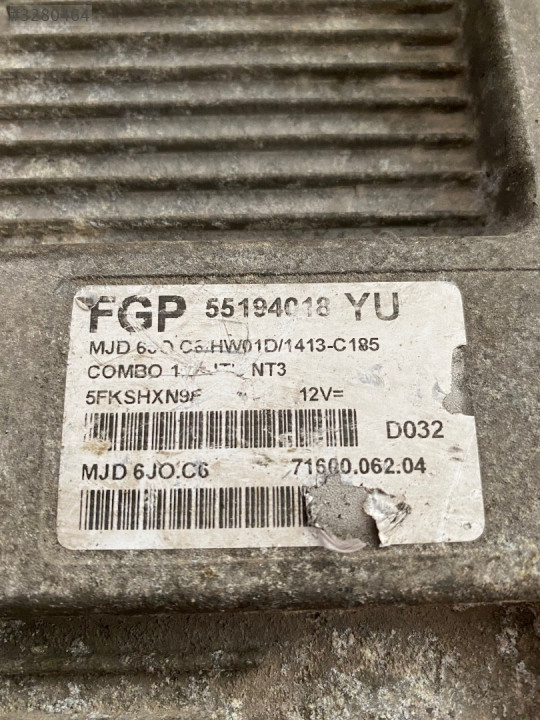 #3280484
FGP 55194018 YU
MJD 6JO.C6/HW01D/1413-C185
COMBO NT3
12V=
D032
MJD 6JO.C6 71600.062.04